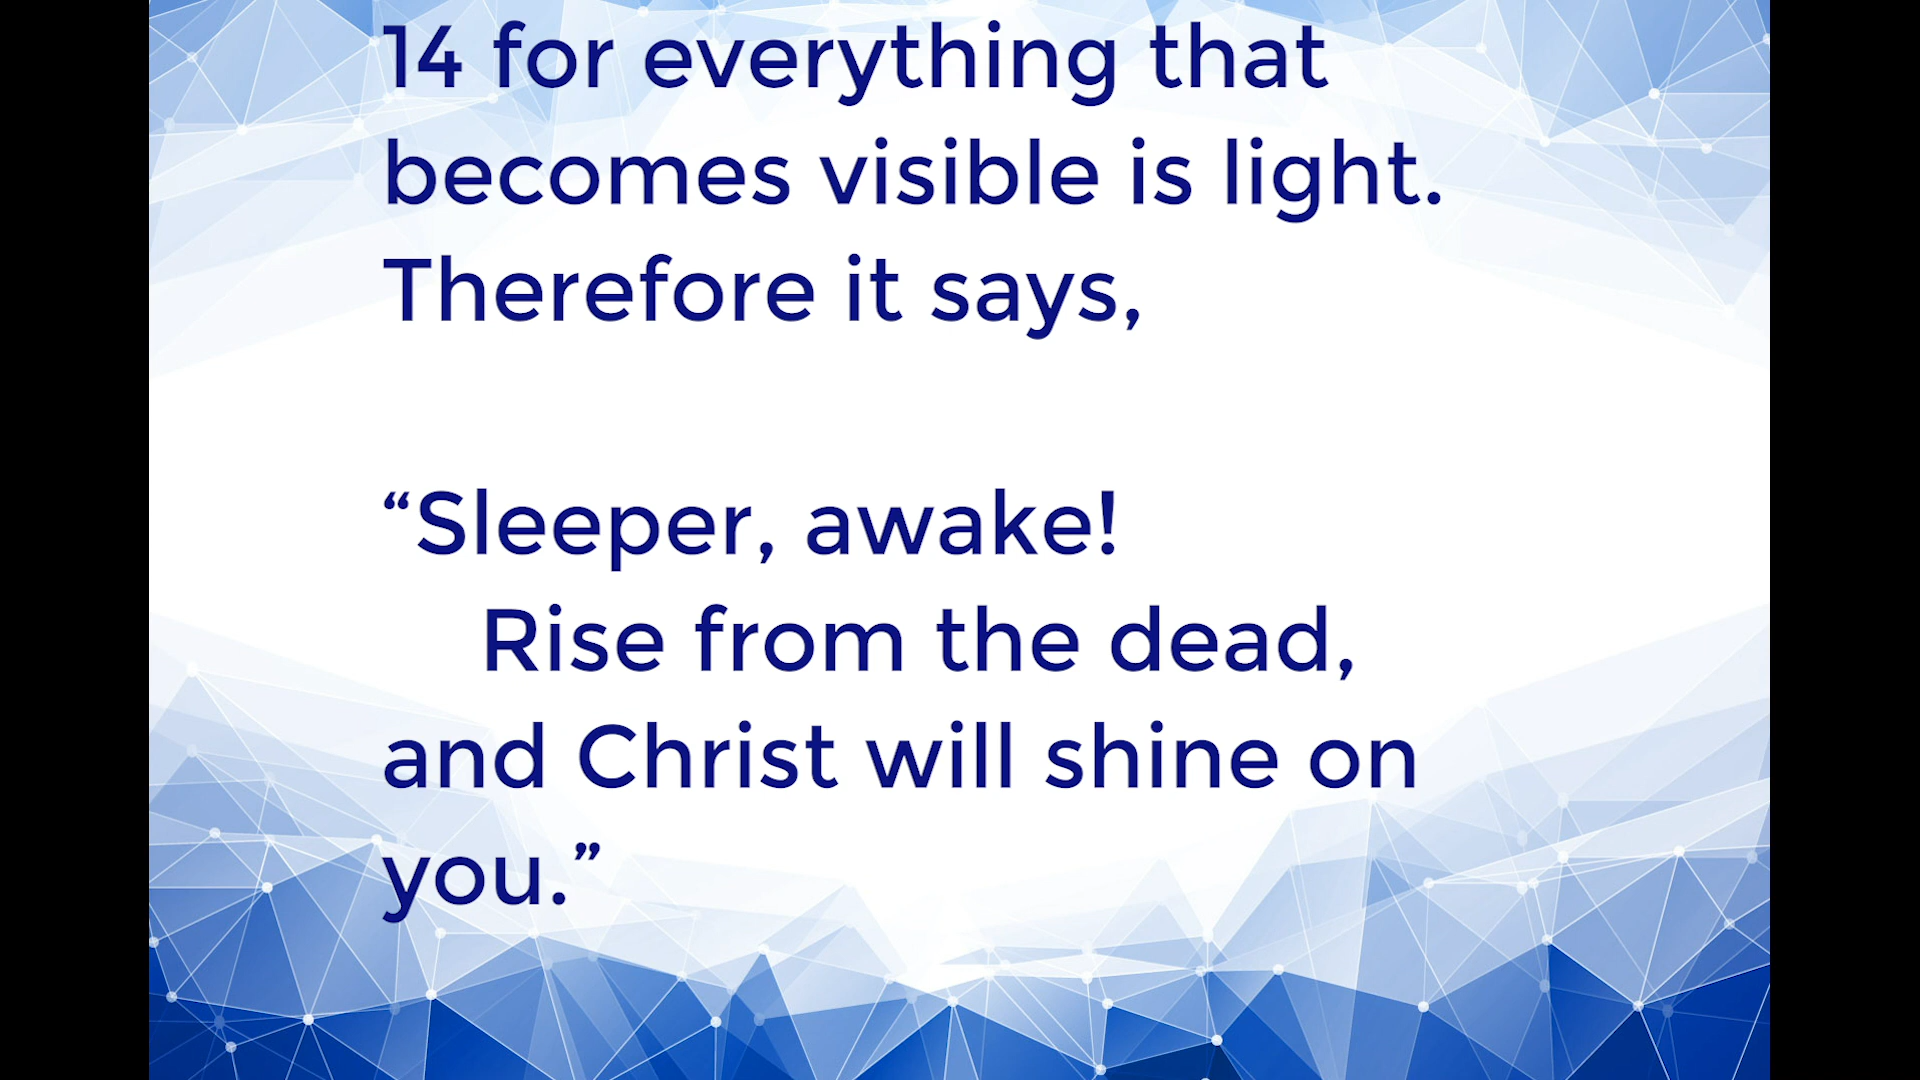 14 for everything that
becomes visible is light.
Therefore it says,
“Sleeper, awake!
Rise from the dead,
and Christ will shine on
you.”